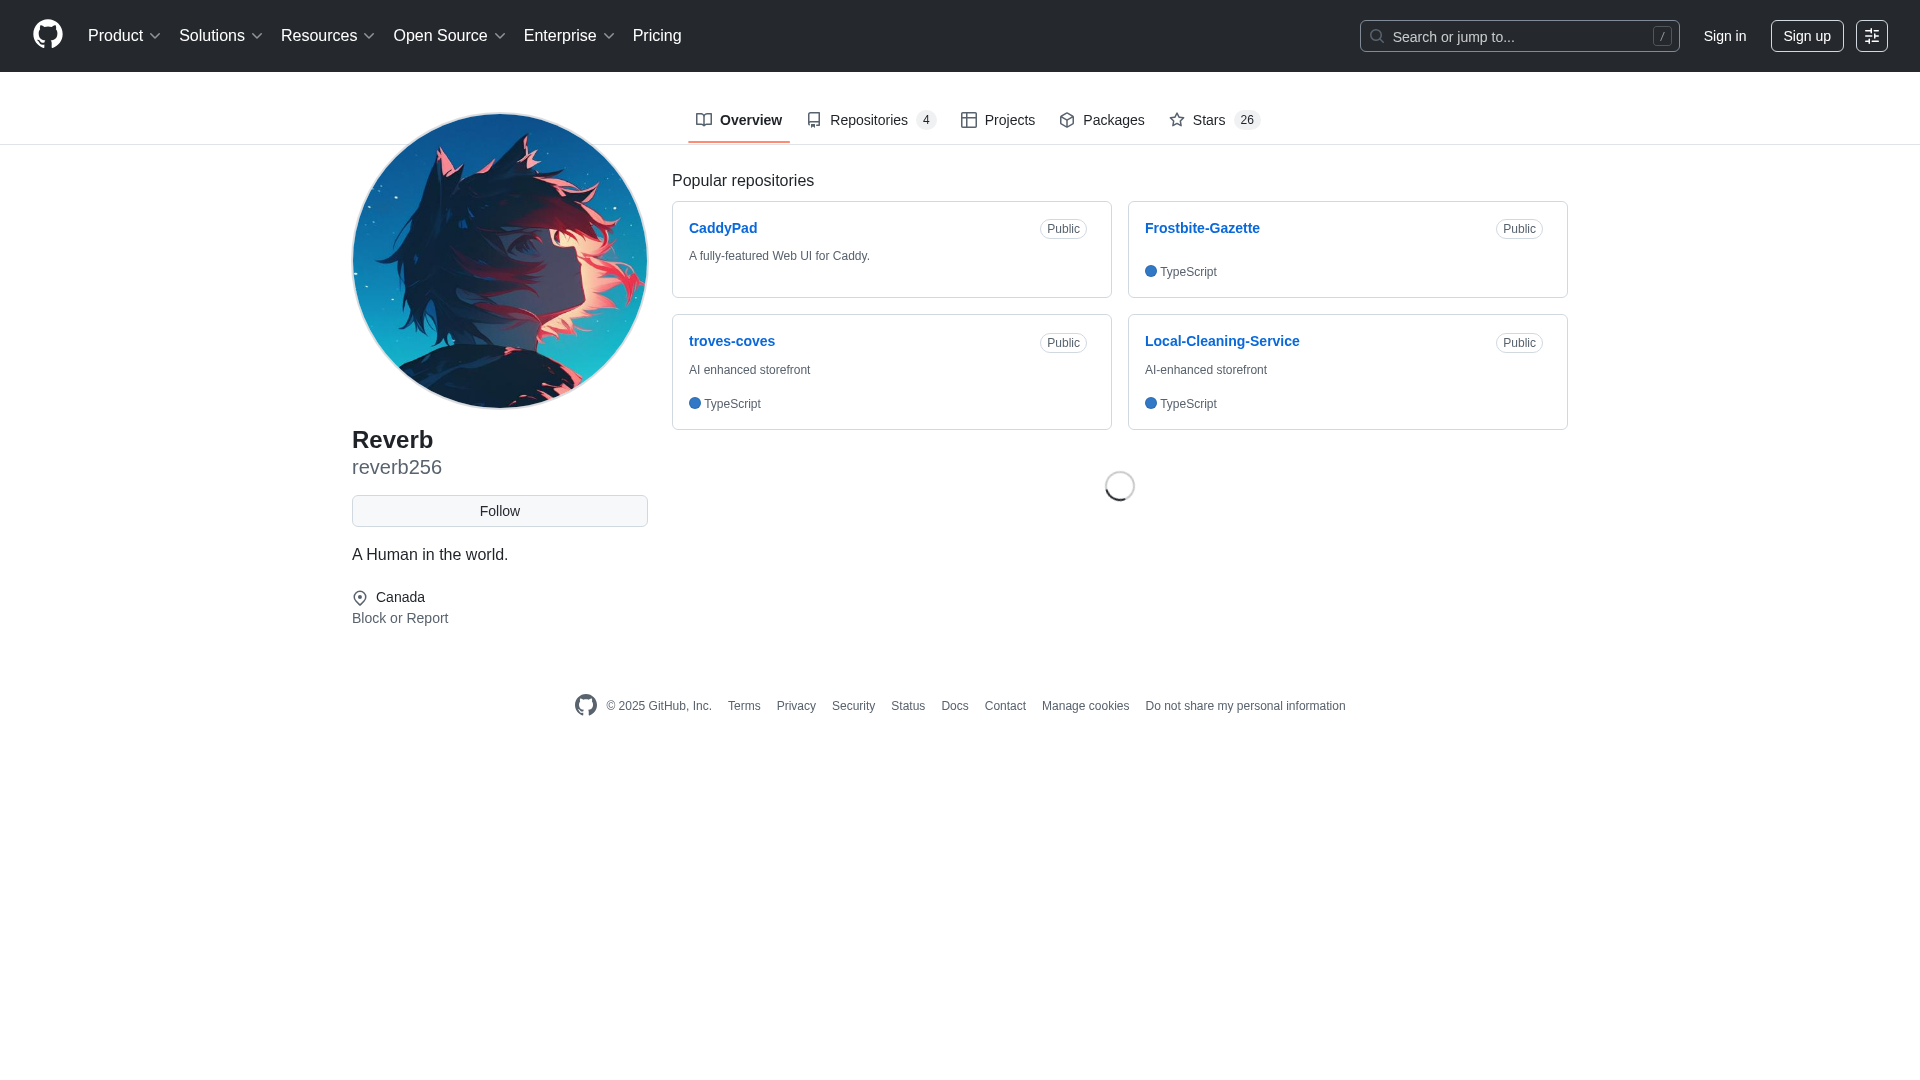 Product Solutions Resources Open Source Enterprise Pricing Search or jump to... / Sign in Sign up
Overview Repositories 4 Projects Packages Stars 26
Reverb
reverb256
Follow
A Human in the world.
Canada
Block or Report
Popular repositories
CaddyPad Public
A fully-featured Web UI for Caddy.
Frostbite-Gazette Public
TypeScript
troves-coves Public
AI enhanced storefront
TypeScript
Local-Cleaning-Service Public
AI-enhanced storefront
TypeScript
© 2025 GitHub, Inc. Terms Privacy Security Status Docs Contact Manage cookies Do not share my personal information